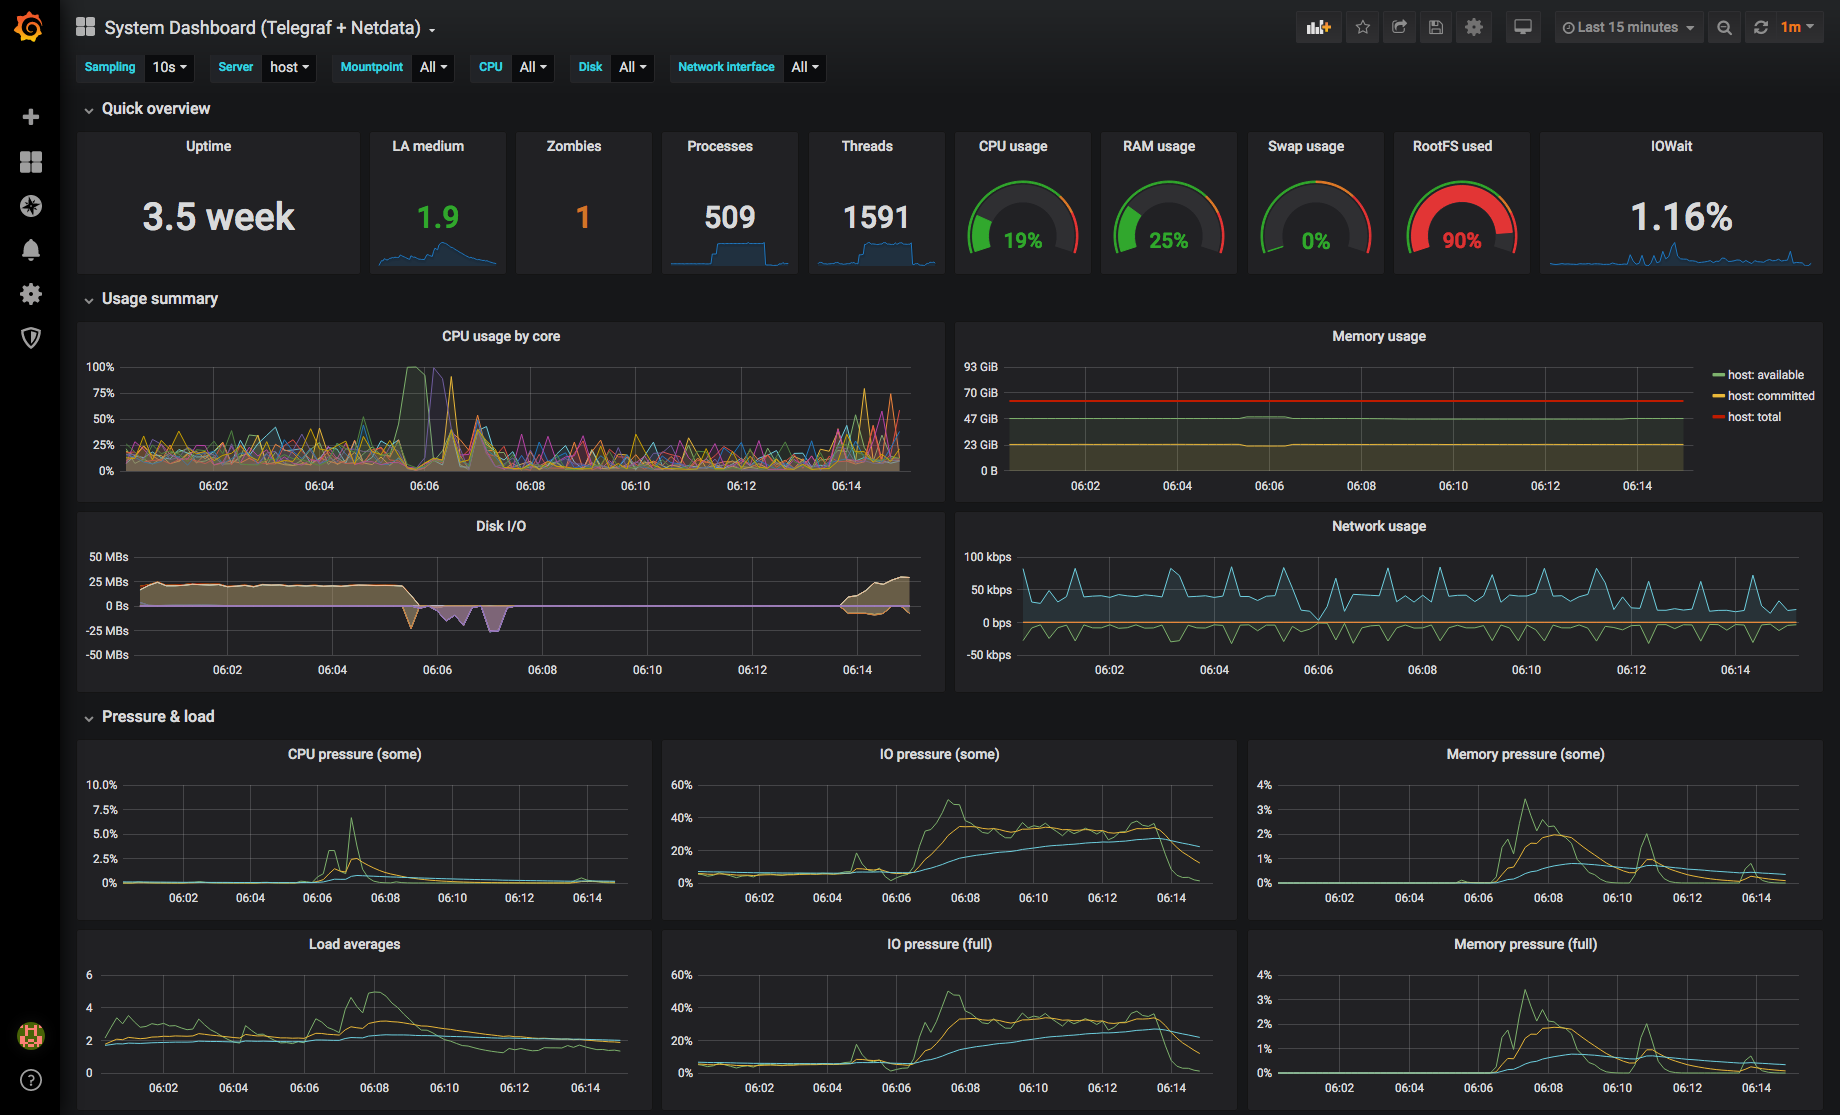 System Dashboard (Telegraf + Netdata)
Last 15 minutes
1m
Sampling 10s Server host Mountpoint All CPU All Disk All Network interface All
Quick overview
Uptime
3.5 week
LA medium
1.9
Zombies
1
Processes
509
Threads
1591
CPU usage
19%
RAM usage
25%
Swap usage
0%
RootFS used
90%
IOWait
1.16%
Usage summary
CPU usage by core
100%
75%
50%
25%
0%
06:02 06:04 06:06 06:08 06:10 06:12 06:14
Memory usage
93 GiB
70 GiB
47 GiB
23 GiB
0 B
06:02 06:04 06:06 06:08 06:10 06:12 06:14
host: available
host: committed
host: total
Disk I/O
50 MBs
25 MBs
0 Bs
-25 MBs
-50 MBs
06:02 06:04 06:06 06:08 06:10 06:12 06:14
Network usage
100 kbps
50 kbps
0 bps
-50 kbps
06:02 06:04 06:06 06:08 06:10 06:12 06:14
Pressure & load
CPU pressure (some)
10.0%
7.5%
5.0%
2.5%
0%
06:02 06:04 06:06 06:08 06:10 06:12 06:14
IO pressure (some)
60%
40%
20%
0%
06:02 06:04 06:06 06:08 06:10 06:12 06:14
Memory pressure (some)
4%
3%
2%
1%
0%
06:02 06:04 06:06 06:08 06:10 06:12 06:14
Load averages
6
4
2
0
06:02 06:04 06:06 06:08 06:10 06:12 06:14
IO pressure (full)
60%
40%
20%
0%
06:02 06:04 06:06 06:08 06:10 06:12 06:14
Memory pressure (full)
4%
3%
2%
1%
0%
06:02 06:04 06:06 06:08 06:10 06:12 06:14